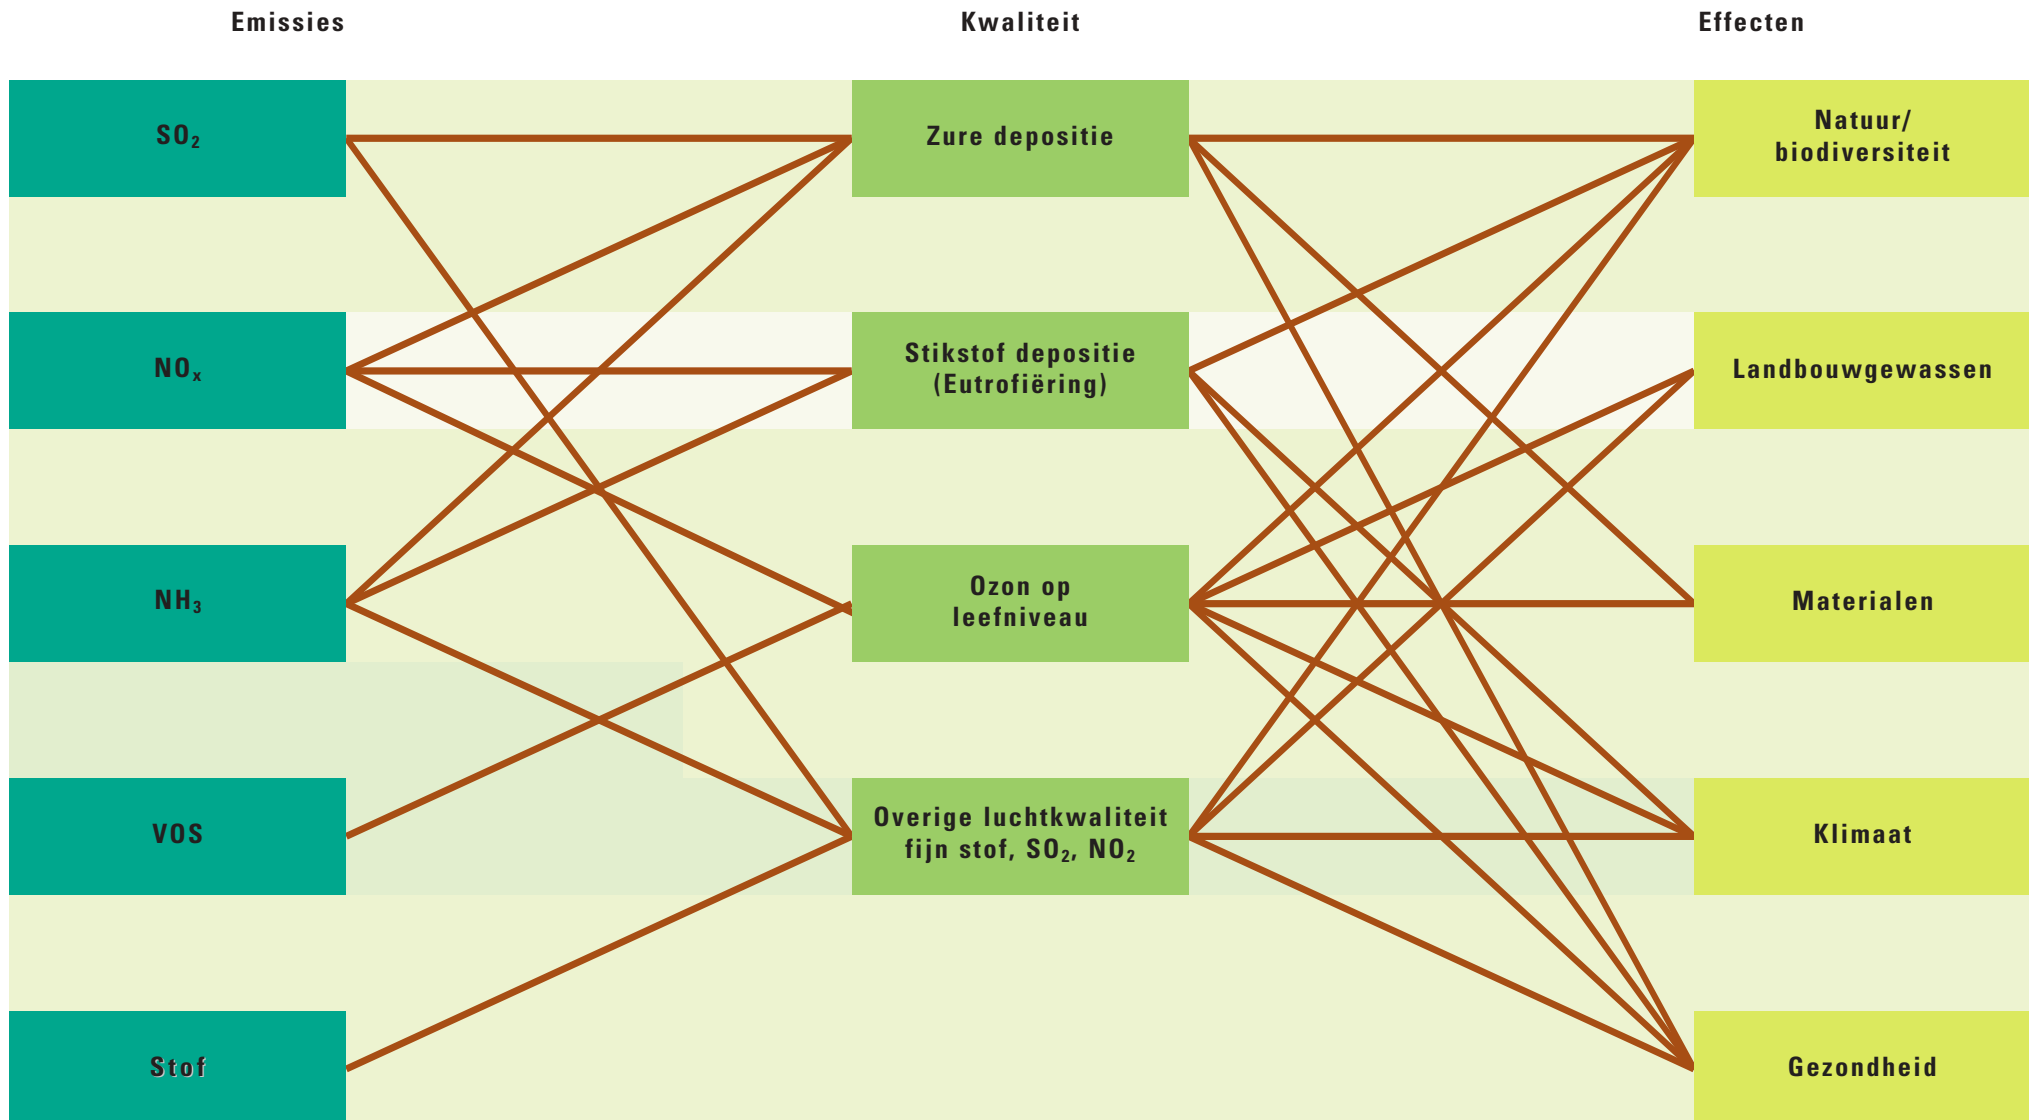 Emissies
Kwaliteit
Effecten
SO₂
Zure depositie
Natuur/
biodiversiteit
NOₓ
Stikstof depositie
(Eutrofiëring)
Landbouwgewassen
NH₃
Ozon op
leefniveau
Materialen
VOS
Overige luchtkwaliteit
fijn stof, SO₂, NO₂
Klimaat
Stof
Gezondheid